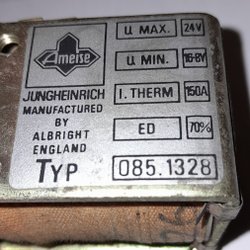 Ameise
U. MAX. 24V
U. MIN. 16·8V
I. THERM 150A
ED 70%
JUNGHEINRICH
MANUFACTURED
BY
ALBRIGHT
ENGLAND
TYP 085.1328